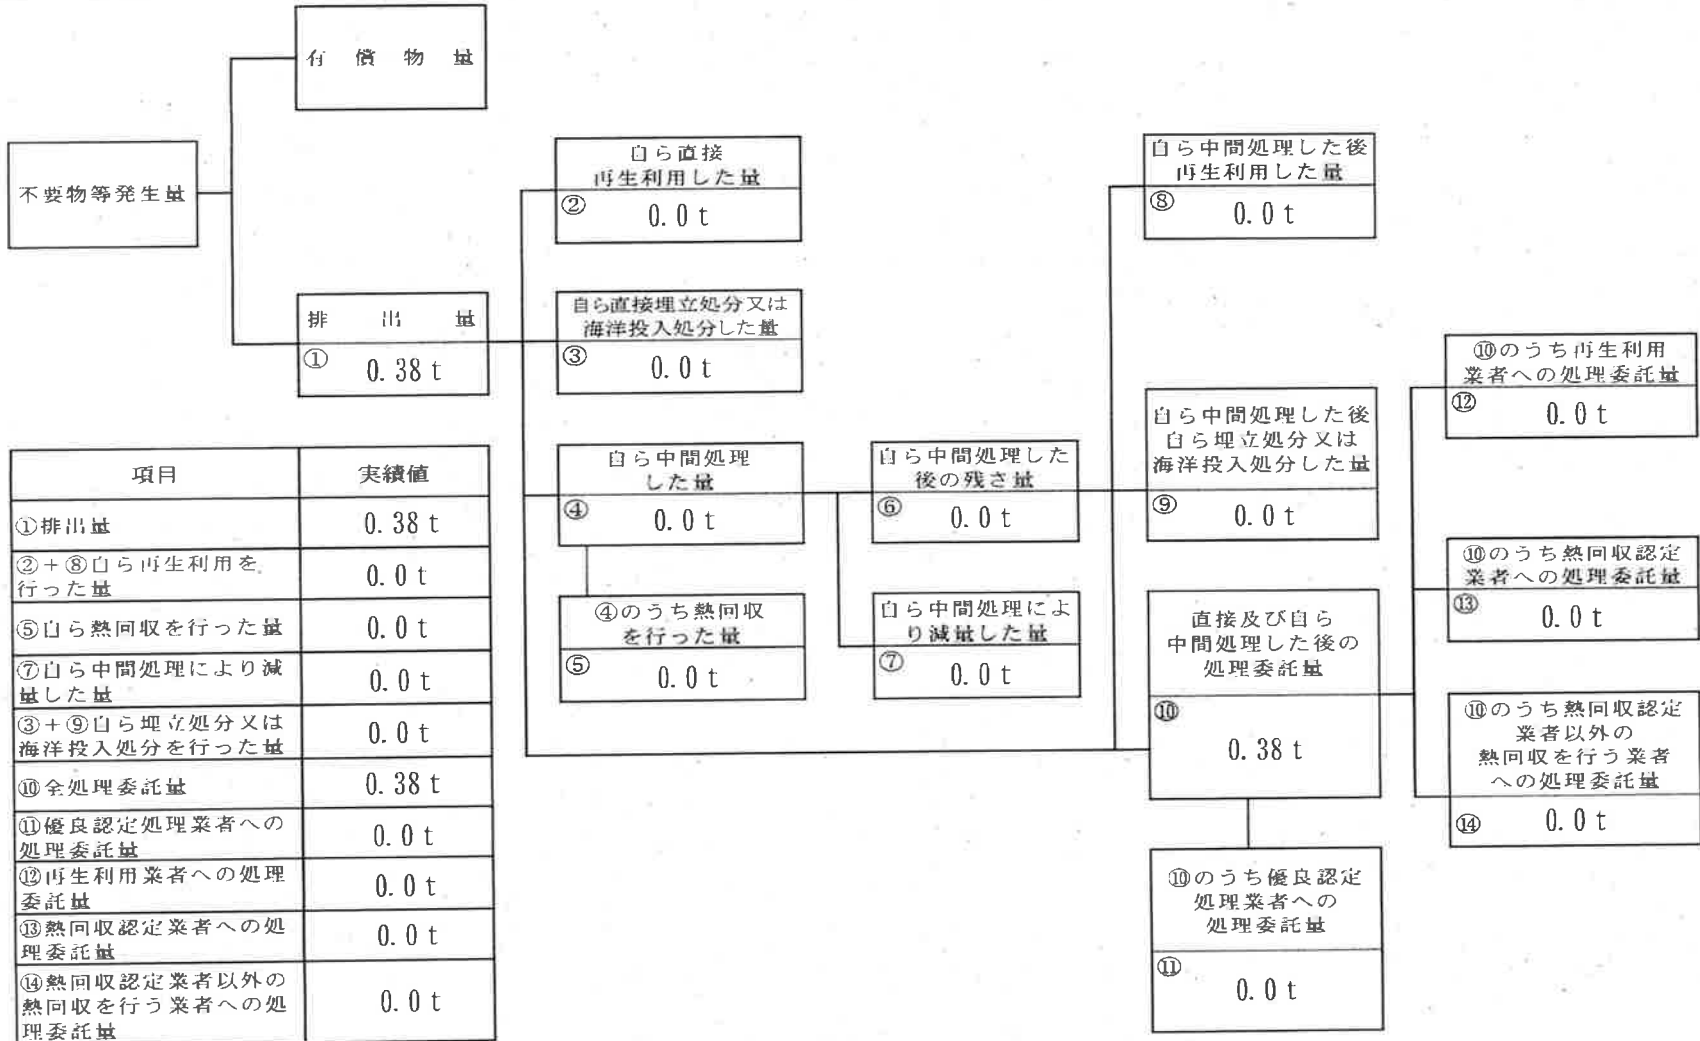 有償物量
不要物等発生量
排出量
① 0.38 t
自ら直接
再生利用した量
② 0.0 t
自ら直接埋立処分又は
海洋投入処分した量
③ 0.0 t
自ら中間処理
した量
④ 0.0 t
④のうち熱回収
を行った量
⑤ 0.0 t
自ら中間処理した
後の残さ量
⑥ 0.0 t
自ら中間処理によ
り減量した量
⑦ 0.0 t
自ら中間処理した後
再生利用した量
⑧ 0.0 t
自ら中間処理した後
自ら埋立処分又は
海洋投入処分した量
⑨ 0.0 t
直接及び自ら
中間処理した後の
処理委託量
⑩
0.38 t
⑩のうち優良認定
処理業者への
処理委託量
⑪
0.0 t
⑩のうち再生利用
業者への処理委託量
⑫ 0.0 t
⑩のうち熱回収認定
業者への処理委託量
⑬ 0.0 t
⑩のうち熱回収認定
業者以外の
熱回収を行う業者
への処理委託量
⑭ 0.0 t
項目 実績値
①排出量 0.38 t
②+⑧自ら再生利用を
行った量 0.0 t
⑤自ら熱回収を行った量 0.0 t
⑦自ら中間処理により減
量した量 0.0 t
③+⑨自ら埋立処分又は
海洋投入処分を行った量 0.0 t
⑩全処理委託量 0.38 t
⑪優良認定処理業者への
処理委託量 0.0 t
⑫再生利用業者への処理
委託量 0.0 t
⑬熱回収認定業者への処
理委託量 0.0 t
⑭熱回収認定業者以外の
熱回収を行う業者への処
理委託量 0.0 t